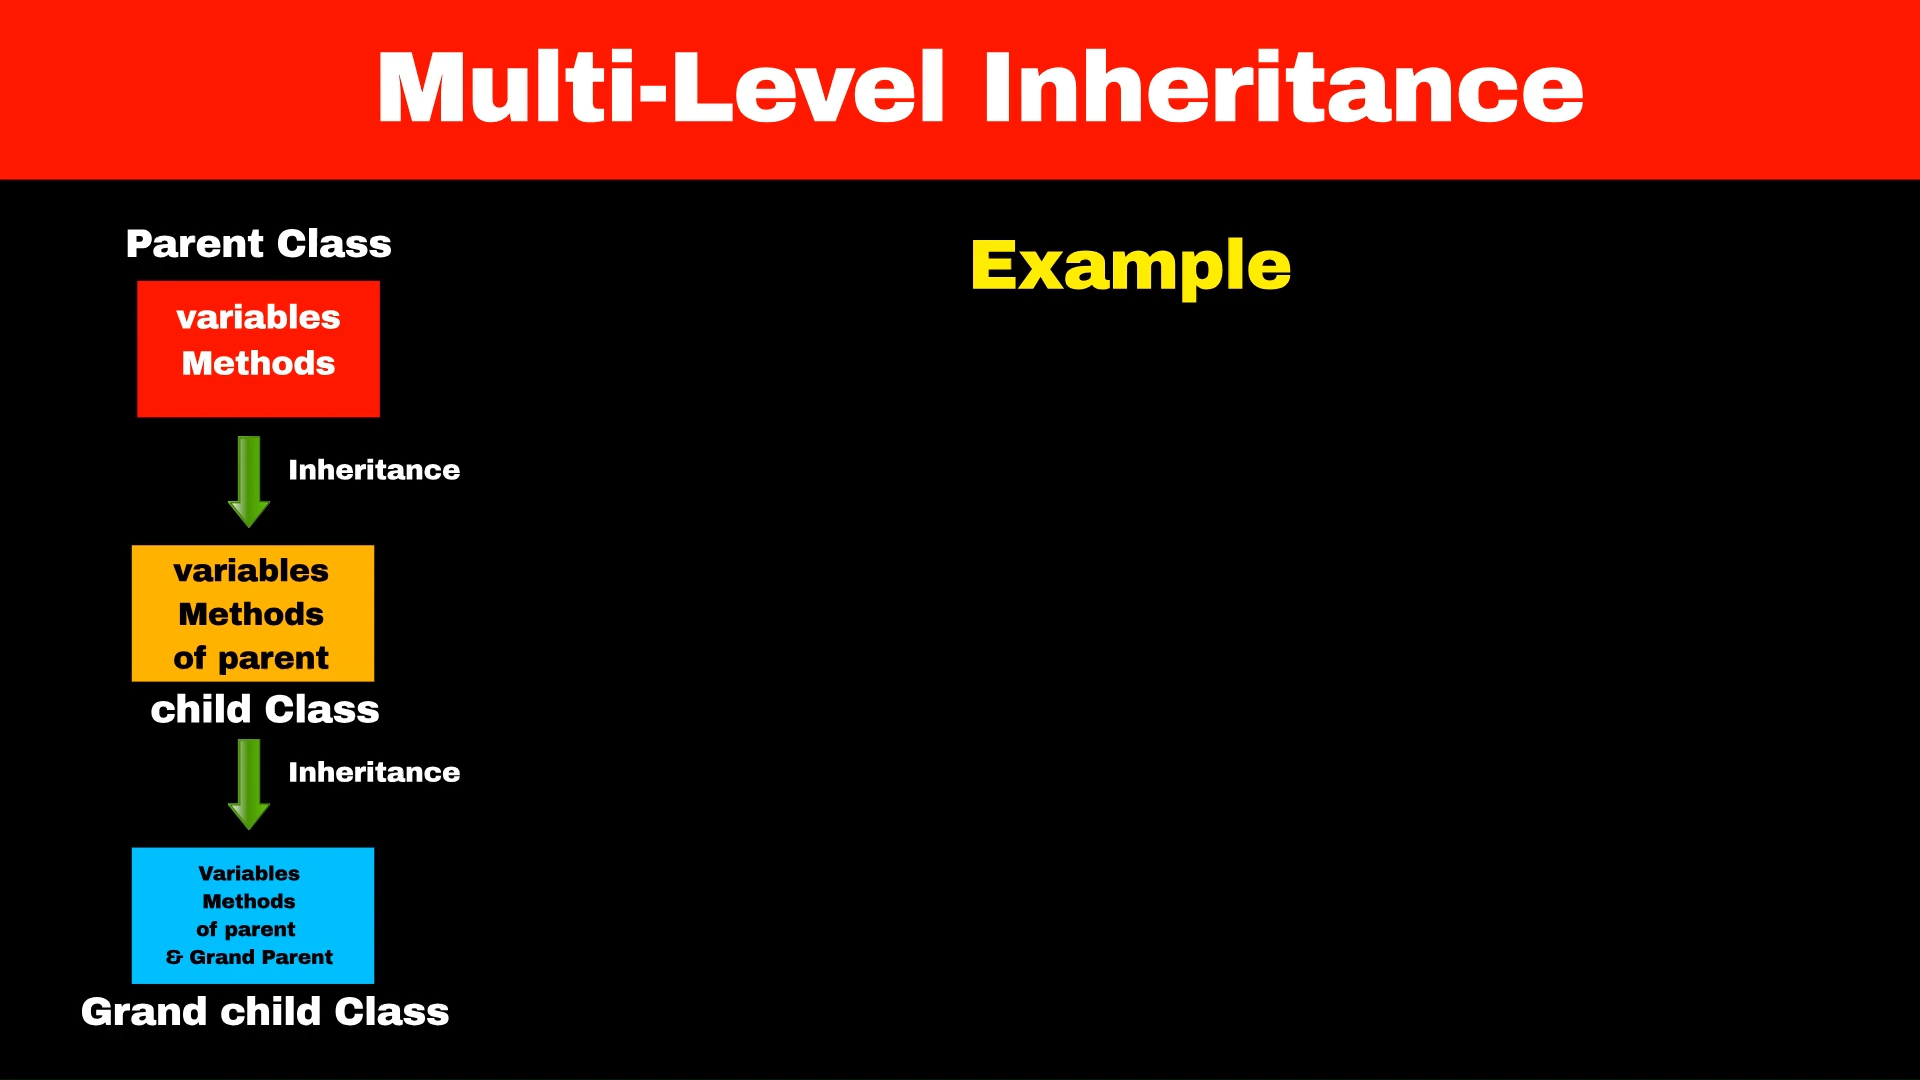 Multi-Level Inheritance
Parent Class
variables
Methods
Inheritance
variables
Methods
of parent
child Class
Inheritance
Variables
Methods
of parent
& Grand Parent
Grand child Class
Example